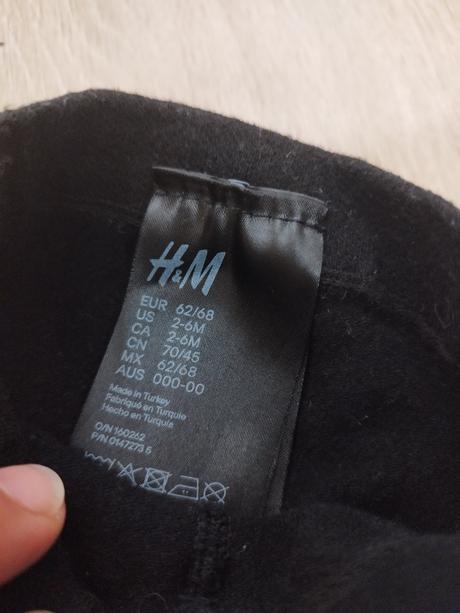 H&M
EUR 62/68
US 2-6M
CA 2-6M
CN 70/45
MX 62/68
AUS 000-00
Made in Turkey
Fabriqué en Turquie
Hecho en Turquía
O/N 160262
P/N 0147273 5